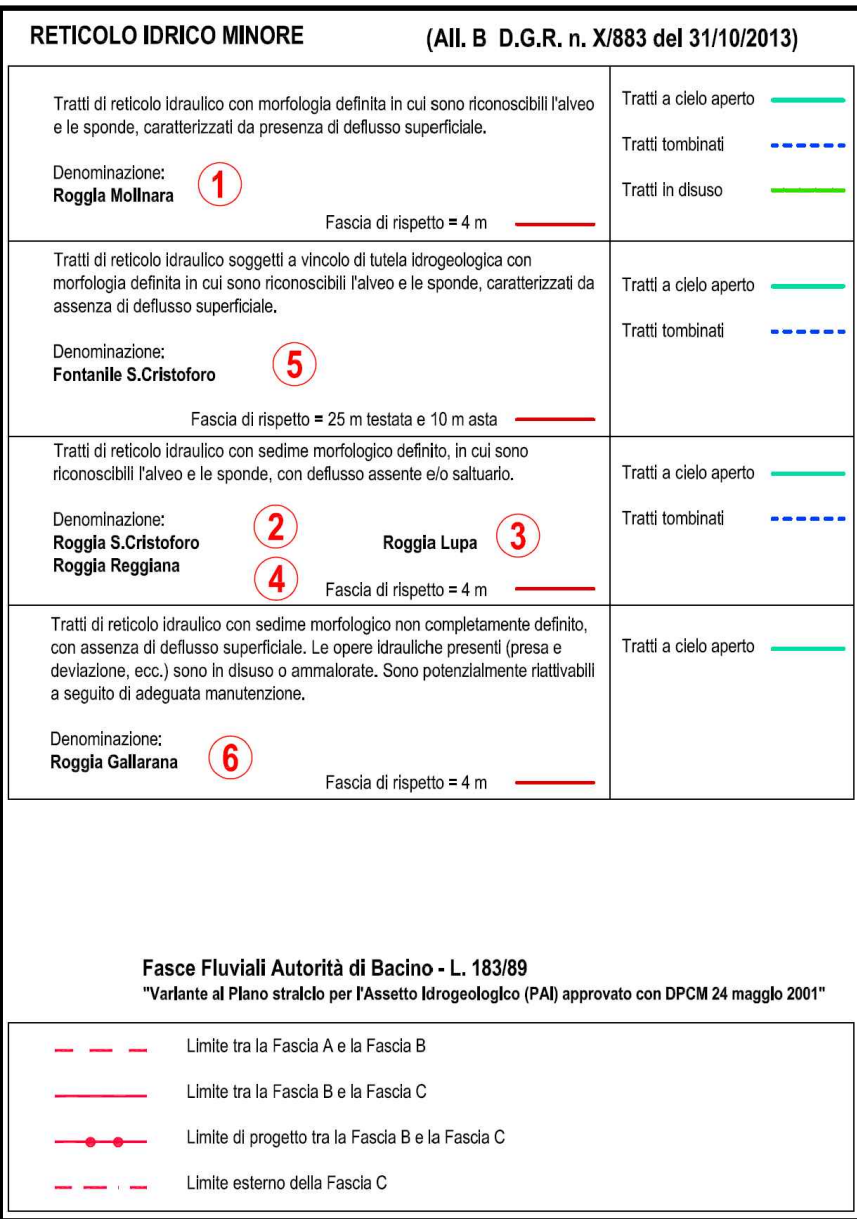 RETICOLO IDRICO MINORE (All. B D.G.R. n. X/883 del 31/10/2013)
Tratti di reticolo idraulico con morfologia definita in cui sono riconoscibili l'alveo
e le sponde, caratterizzati da presenza di deflusso superficiale.
Denominazione:
Roggia Molinara 1
Fascia di rispetto = 4 m
Tratti a cielo aperto
Tratti tombinati
Tratti in disuso
Tratti di reticolo idraulico soggetti a vincolo di tutela idrogeologica con
morfologia definita in cui sono riconoscibili l'alveo e le sponde, caratterizzati da
assenza di deflusso superficiale.
Denominazione:
Fontanile S.Cristoforo 5
Fascia di rispetto = 25 m testata e 10 m asta
Tratti a cielo aperto
Tratti tombinati
Tratti di reticolo idraulico con sedime morfologico definito, in cui sono
riconoscibili l'alveo e le sponde, con deflusso assente e/o saltuario.
Denominazione:
Roggia S.Cristoforo 2 Roggia Lupa 3
Roggia Reggiana 4
Fascia di rispetto = 4 m
Tratti a cielo aperto
Tratti tombinati
Tratti di reticolo idraulico con sedime morfologico non completamente definito,
con assenza di deflusso superficiale. Le opere idrauliche presenti (presa e
deviazione, ecc.) sono in disuso o ammalorate. Sono potenzialmente riattivabili
a seguito di adeguata manutenzione.
Denominazione:
Roggia Gallarana 6
Fascia di rispetto = 4 m
Tratti a cielo aperto
Fasce Fluviali Autorità di Bacino - L. 183/89
"Variante al Piano stralcio per l'Assetto Idrogeologico (PAI) approvato con DPCM 24 maggio 2001"
Limite tra la Fascia A e la Fascia B
Limite tra la Fascia B e la Fascia C
Limite di progetto tra la Fascia B e la Fascia C
Limite esterno della Fascia C